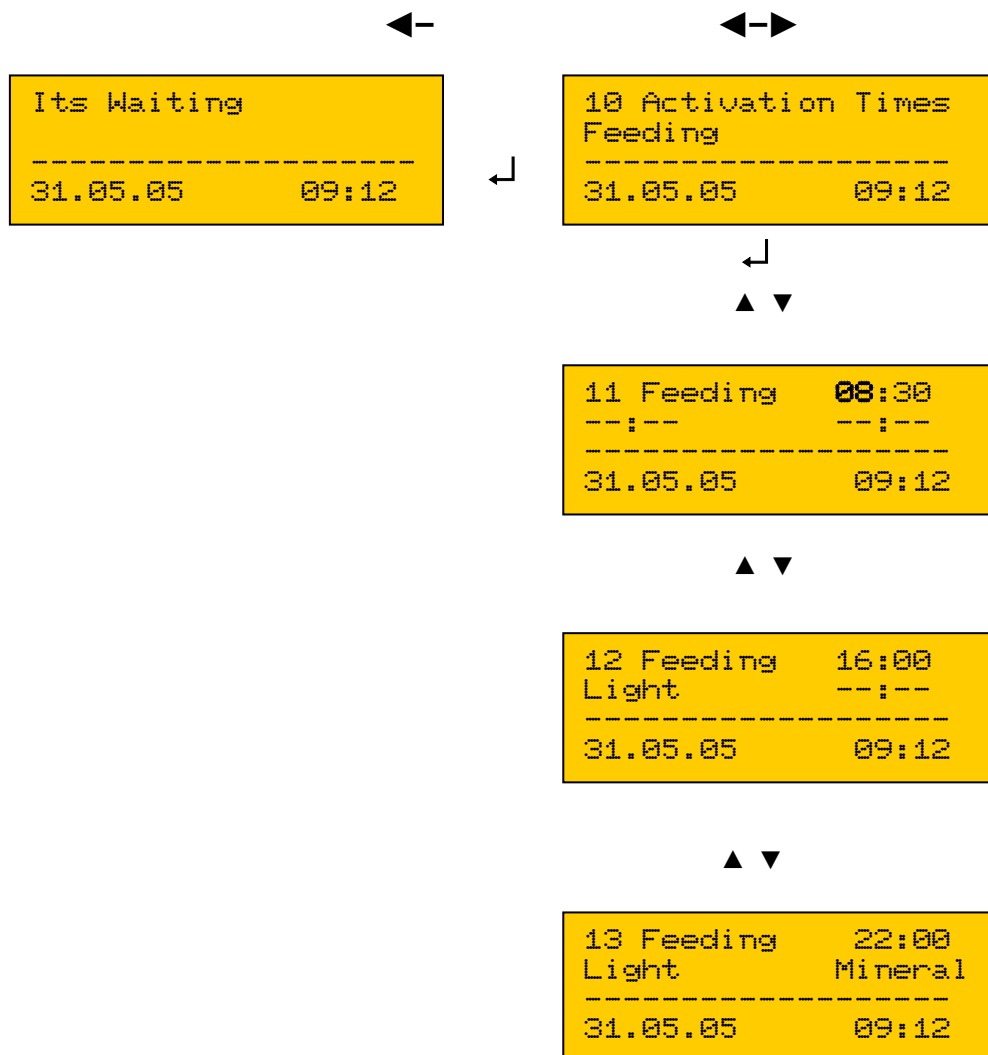 Its Waiting
--------------------
31.05.05 09:12
10 Activation Times
Feeding
-------------------
31.05.05 09:12
11 Feeding 08:30
--:-- --:--
-------------------
31.05.05 09:12
12 Feeding 16:00
Light --:--
-------------------
31.05.05 09:12
13 Feeding 22:00
Light Mineral
-------------------
31.05.05 09:12